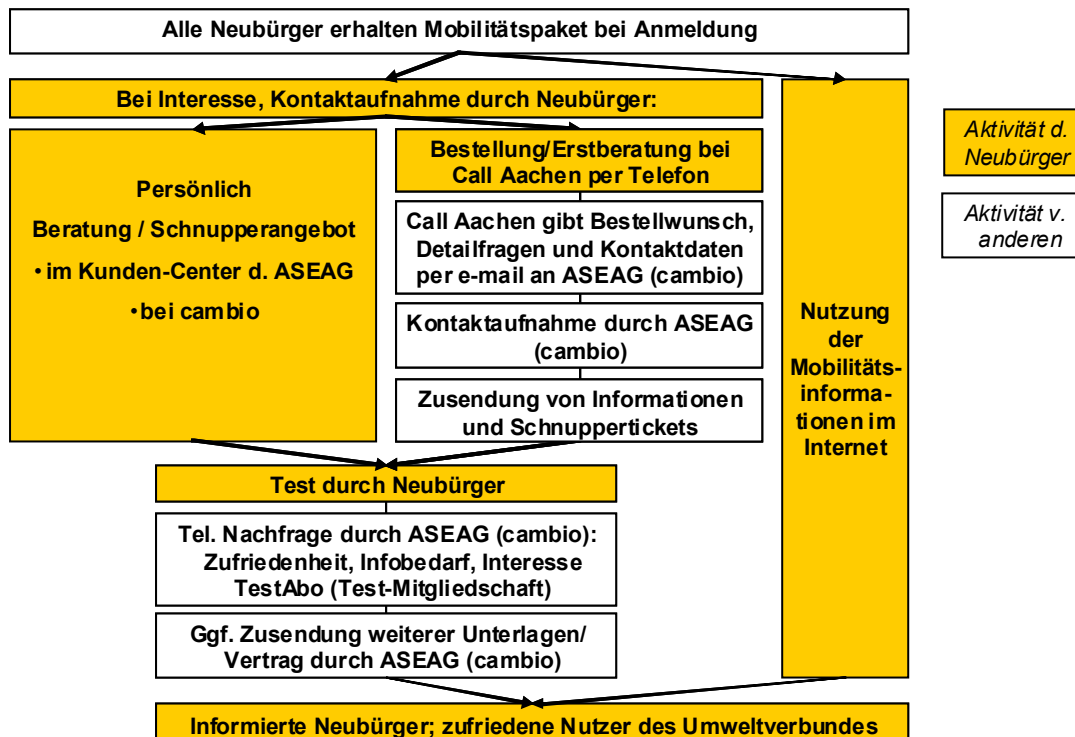 Alle Neubürger erhalten Mobilitätspaket bei Anmeldung
Bei Interesse, Kontaktaufnahme durch Neubürger:
Persönlich
Beratung / Schnupperangebot
• im Kunden-Center d. ASEAG
• bei cambio
Bestellung/Erstberatung bei
Call Aachen per Telefon
Call Aachen gibt Bestellwunsch,
Detailfragen und Kontaktdaten
per e-mail an ASEAG (cambio)
Kontaktaufnahme durch ASEAG
(cambio)
Zusendung von Informationen
und Schnuppertickets
Nutzung
der
Mobilitäts-
informa-
tionen im
Internet
Aktivität d.
Neubürger
Aktivität v.
anderen
Test durch Neubürger
Tel. Nachfrage durch ASEAG (cambio):
Zufriedenheit, Infobedarf, Interesse
TestAbo (Test-Mitgliedschaft)
Ggf. Zusendung weiterer Unterlagen/
Vertrag durch ASEAG (cambio)
Informierte Neubürger; zufriedene Nutzer des Umweltverbundes